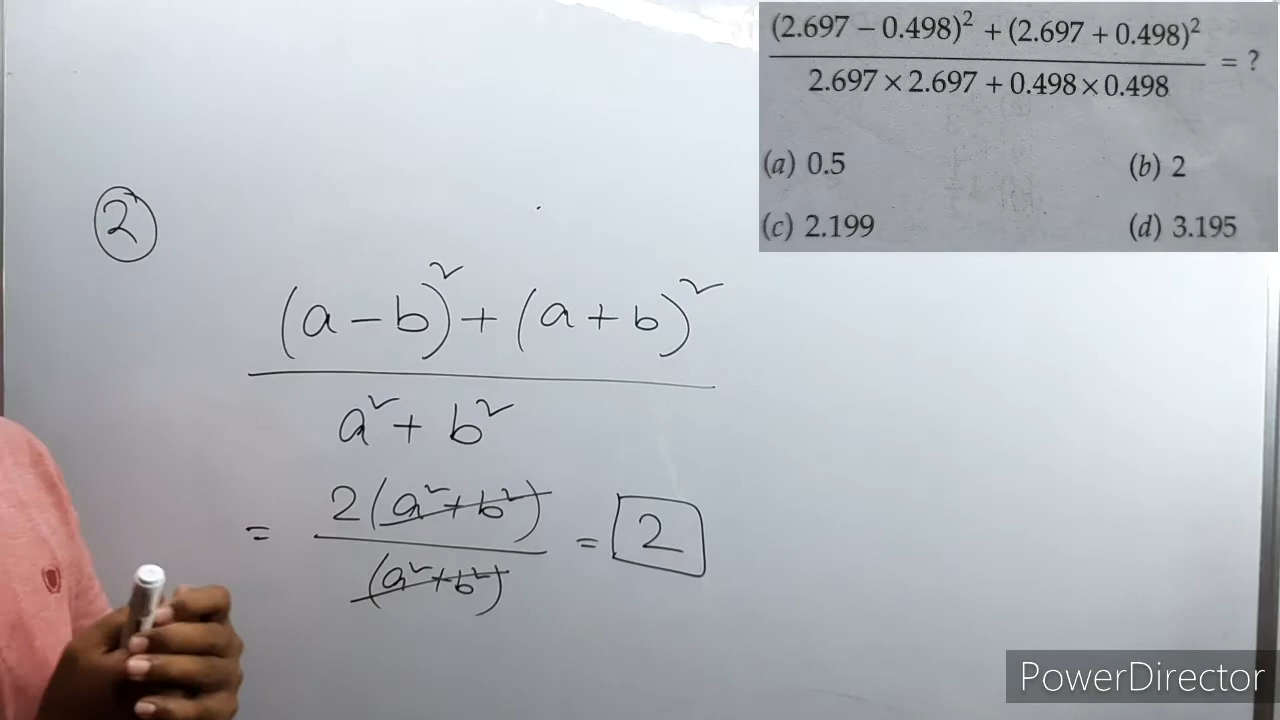 (2.697 − 0.498)² + (2.697 + 0.498)²
2.697 × 2.697 + 0.498 × 0.498
= ?
(a) 0.5
(b) 2
(c) 2.199
(d) 3.195
2
(a − b)² + (a + b)²
a² + b²
= 2(a² + b²)
(a² + b²)
= 2
PowerDirector